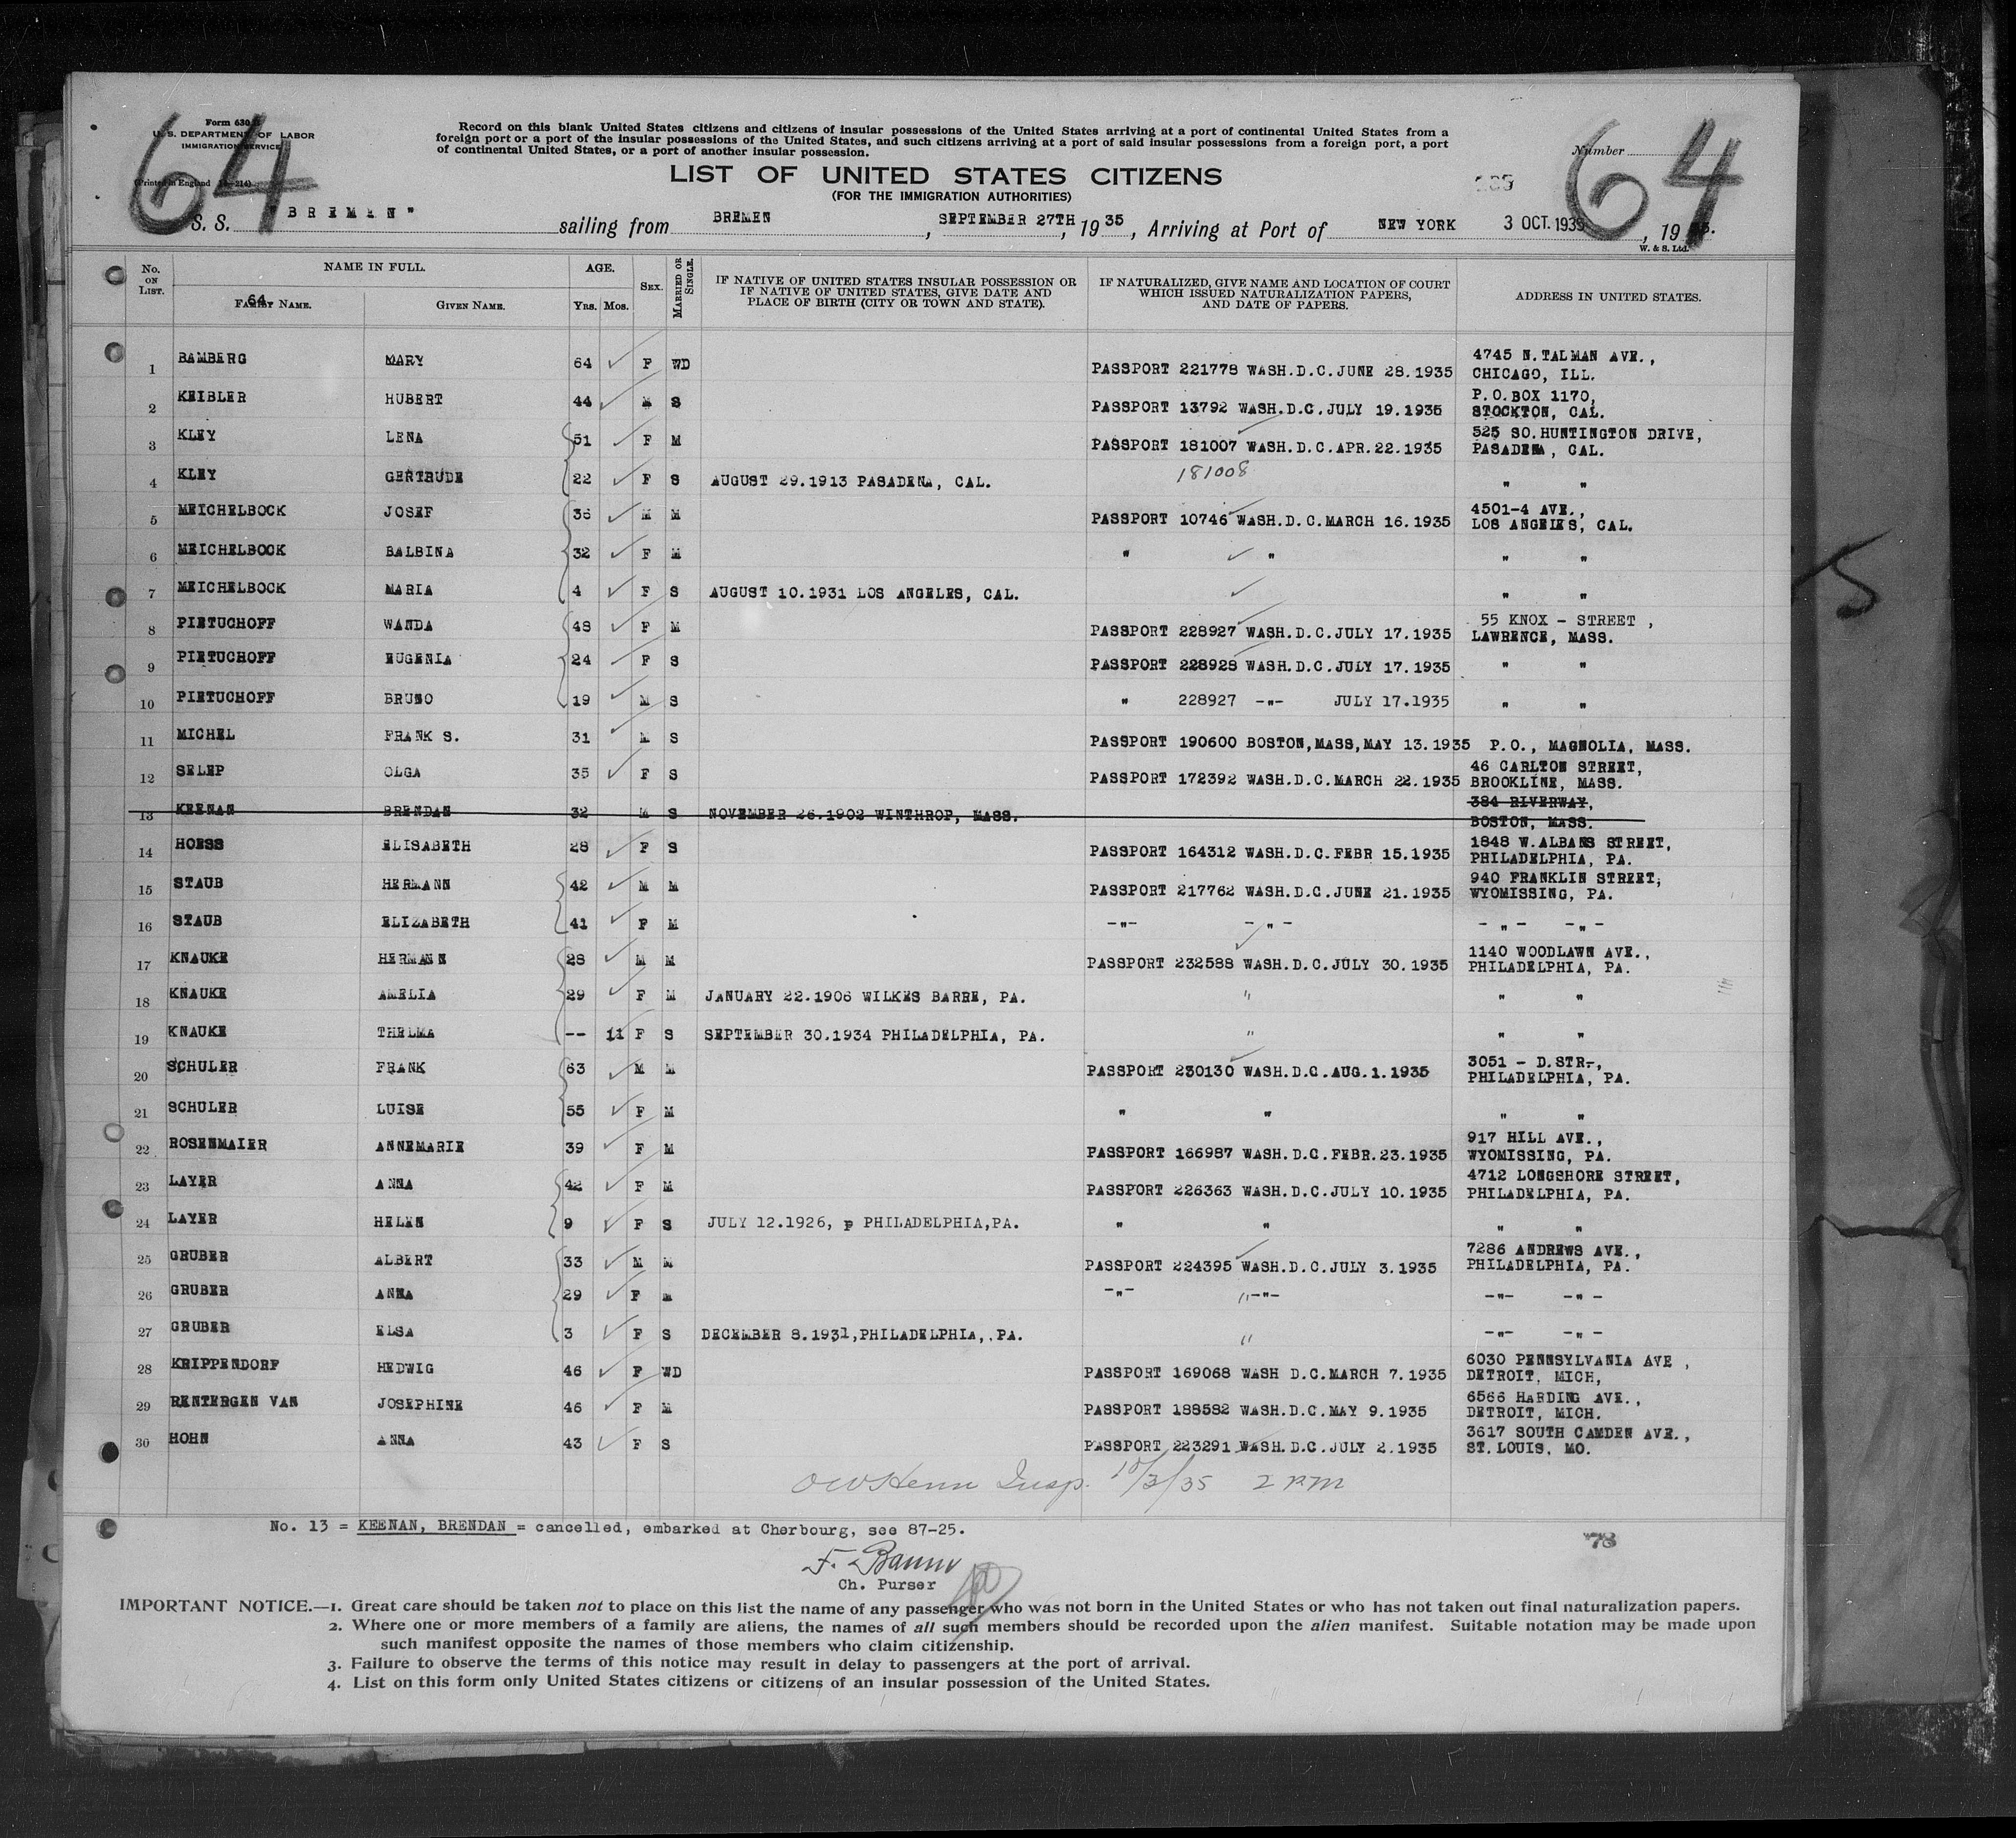 64
64
Form 630
U. S. DEPARTMENT OF LABOR
IMMIGRATION SERVICE
(Printed in England
Record on this blank United States citizens and citizens of insular possessions of the United States arriving at a port of continental United States from a
foreign port or a port of the insular possessions of the United States, and such citizens arriving at a port of said insular possessions from a foreign port, a port
of continental United States, or a port of another insular possession.
Number
LIST OF UNITED STATES CITIZENS
(FOR THE IMMIGRATION AUTHORITIES)
S. S. "BREMEN" sailing from BREMEN, SEPTEMBER 27TH, 1935, Arriving at Port of NEW YORK 3 OCT. 1935, 19
W. & S. Ltd.
No. ON LIST. NAME IN FULL. AGE. SEX. MARRIED OR SINGLE. IF NATIVE OF UNITED STATES INSULAR POSSESSION OR IF NATIVE OF UNITED STATES, GIVE DATE AND PLACE OF BIRTH (CITY OR TOWN AND STATE). IF NATURALIZED, GIVE NAME AND LOCATION OF COURT WHICH ISSUED NATURALIZATION PAPERS, AND DATE OF PAPERS. ADDRESS IN UNITED STATES.
64
FAMILY NAME. GIVEN NAME. Yrs. Mos.
1 BAMBERG MARY 64 F WD PASSPORT 221778 WASH.D.C.JUNE 28.1935 4745 N.TALMAN AVE., CHICAGO, ILL.
2 KEIBLER HUBERT 44 M S PASSPORT 13792 WASH.D.C.JULY 19.1935 P.O.BOX 1170, STOCKTON, CAL.
3 KLEY LENA 51 F M PASSPORT 181007 WASH.D.C.APR.22.1935 525 SO.HUNTINGTON DRIVE, PASADENA, CAL.
4 KLEY GERTRUDE 22 F S AUGUST 29.1913 PASADENA, CAL. 181008 " "
5 MEICHELBOCK JOSEF 36 M M PASSPORT 10746 WASH.D.C.MARCH 16.1935 4501-4 AVE., LOS ANGELES, CAL.
6 MEICHELBOCK BALBINA 32 F M " " " "
7 MEICHELBOCK MARIA 4 F S AUGUST 10.1931 LOS ANGELES, CAL. " "
8 PIETUCHOFF WANDA 48 F M PASSPORT 228927 WASH.D.C.JULY 17.1935 55 KNOX - STREET , LAWRENCE, MASS.
9 PIETUCHOFF EUGENIA 24 F S PASSPORT 228928 WASH.D.C.JULY 17.1935 " "
10 PIETUCHOFF BRUNO 19 M S " 228927 -"- JULY 17.1935 " "
11 MICHEL FRANK S. 31 M S PASSPORT 190600 BOSTON,MASS,MAY 13.1935 P.O., MAGNOLIA, MASS.
12 SELEP OLGA 35 F S PASSPORT 172392 WASH.D.C.MARCH 22.1935 46 CARLTON STREET, BROOKLINE, MASS.
13 KEENAN BRENDAN 32 M S NOVEMBER 26.1902 WINTHROP, MASS. 384 RIVERWAY, BOSTON, MASS.
14 HOESS ELISABETH 28 F S PASSPORT 164312 WASH.D.C.FEBR 15.1935 1848 W.ALBANS STREET, PHILADELPHIA, PA.
15 STAUB HERMANN 42 M M PASSPORT 217762 WASH.D.C.JUNE 21.1935 940 FRANKLIN STREET, WYOMISSING, PA.
16 STAUB ELIZABETH 41 F M -"- -"- -"- -"-
17 KNAUKE HERMANN 28 M M PASSPORT 232588 WASH.D.C.JULY 30.1935 1140 WOODLAWN AVE., PHILADELPHIA, PA.
18 KNAUKE AMELIA 29 F M JANUARY 22.1906 WILKES BARRE, PA. " " "
19 KNAUKE THELMA -- 11 F S SEPTEMBER 30.1934 PHILADELPHIA, PA. " " "
20 SCHULER FRANK 63 M M PASSPORT 230130 WASH.D.C.AUG.1.1935 3051 - D.STR-, PHILADELPHIA, PA.
21 SCHULER LUISE 55 F M " " " "
22 ROSENMAIER ANNEMARIE 39 F M PASSPORT 166987 WASH.D.C.FEBR.23.1935 917 HILL AVE., WYOMISSING, PA.
23 LAYER ANNA 42 F M PASSPORT 226363 WASH.D.C.JULY 10.1935 4712 LONGSHORE STREET, PHILADELPHIA, PA.
24 LAYER HELEN 9 F S JULY 12.1926, PHILADELPHIA,PA. " " " "
25 GRUBER ALBERT 33 M M PASSPORT 224395 WASH.D.C.JULY 3.1935 7286 ANDREWS AVE., PHILADELPHIA, PA.
26 GRUBER ANNA 29 F M -"- "-"- -"- -"-
27 GRUBER ELSA 3 F S DECEMBER 8.1931,PHILADELPHIA,.PA. " -"- -"-
28 KRIPPENDORF HEDWIG 46 F WD PASSPORT 169068 WASH D.C.MARCH 7.1935 6030 PENNSYLVANIA AVE , DETROIT, MICH,
29 RENTERGEN VAN JOSEPHINE 46 F M PASSPORT 188582 WASH.D.C.MAY 9.1935 6566 HARDING AVE., DETROIT, MICH.
30 HOHN ANNA 43 F S PASSPORT 223291 WASH.D.C.JULY 2.1935 3617 SOUTH CAMDEN AVE., ST.LOUIS, MO.
Insp. 10/3/35 2 PM
No. 13 = KEENAN, BRENDAN = cancelled, embarked at Cherbourg, see 87-25.
78
Ch. Purser
IMPORTANT NOTICE.—1. Great care should be taken not to place on this list the name of any passenger who was not born in the United States or who has not taken out final naturalization papers.
2. Where one or more members of a family are aliens, the names of all such members should be recorded upon the alien manifest. Suitable notation may be made upon
such manifest opposite the names of those members who claim citizenship.
3. Failure to observe the terms of this notice may result in delay to passengers at the port of arrival.
4. List on this form only United States citizens or citizens of an insular possession of the United States.